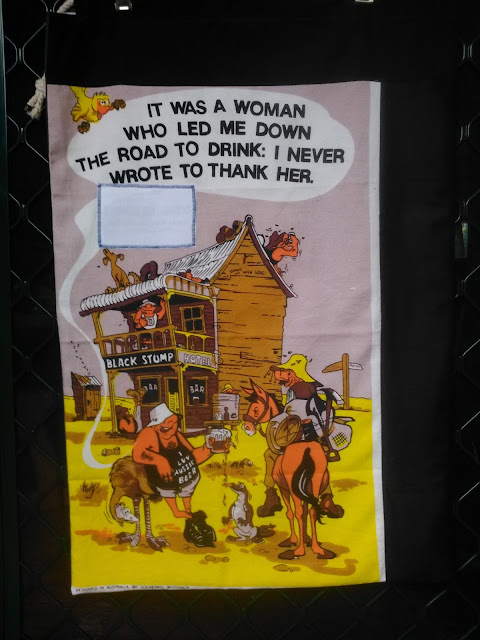 IT WAS A WOMAN
WHO LED ME DOWN
THE ROAD TO DRINK: I NEVER
WROTE TO THANK HER.
BLACK STUMP HOTEL
BAR
BAR
I
LUV
AUSSIE
BEER